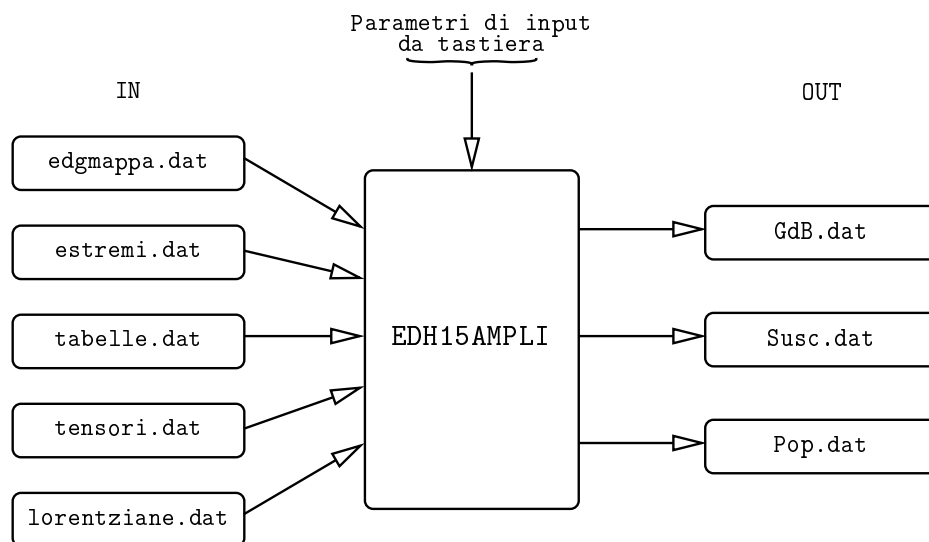 Parametri di input
da tastiera
IN
OUT
edgmappa.dat
estremi.dat
tabelle.dat
tensori.dat
lorentziane.dat
EDH15AMPLI
GdB.dat
Susc.dat
Pop.dat